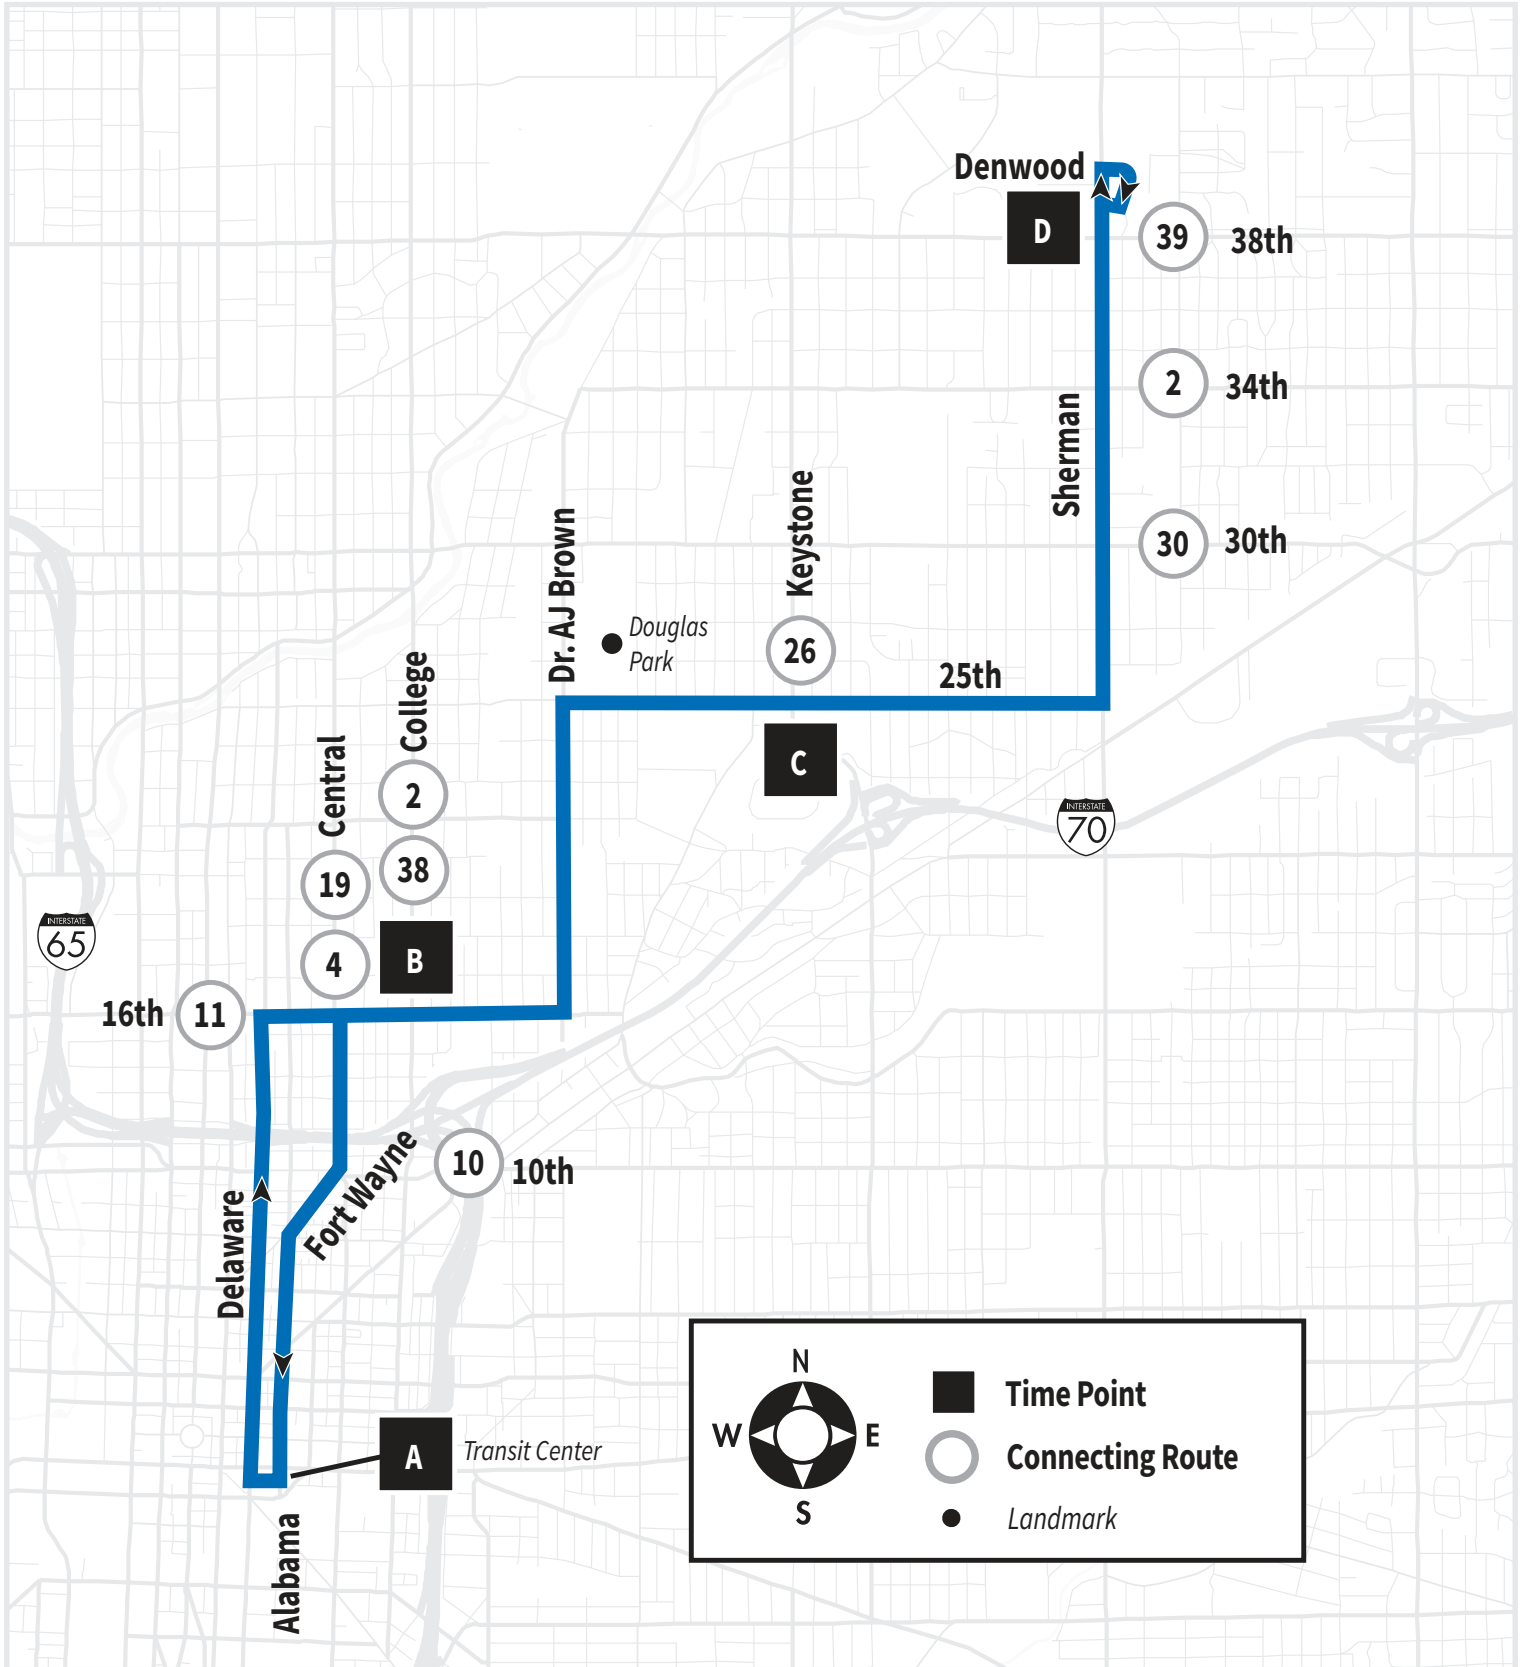 Denwood
D
39
38th
2
34th
Sherman
30
30th
Keystone
Dr. AJ Brown
Douglas
Park
26
25th
College
Central
C
2
INTERSTATE
70
38
19
INTERSTATE
65
4
B
16th
11
Fort Wayne
10
10th
Delaware
N
W
E
S
Time Point
Connecting Route
Landmark
A
Transit Center
Alabama